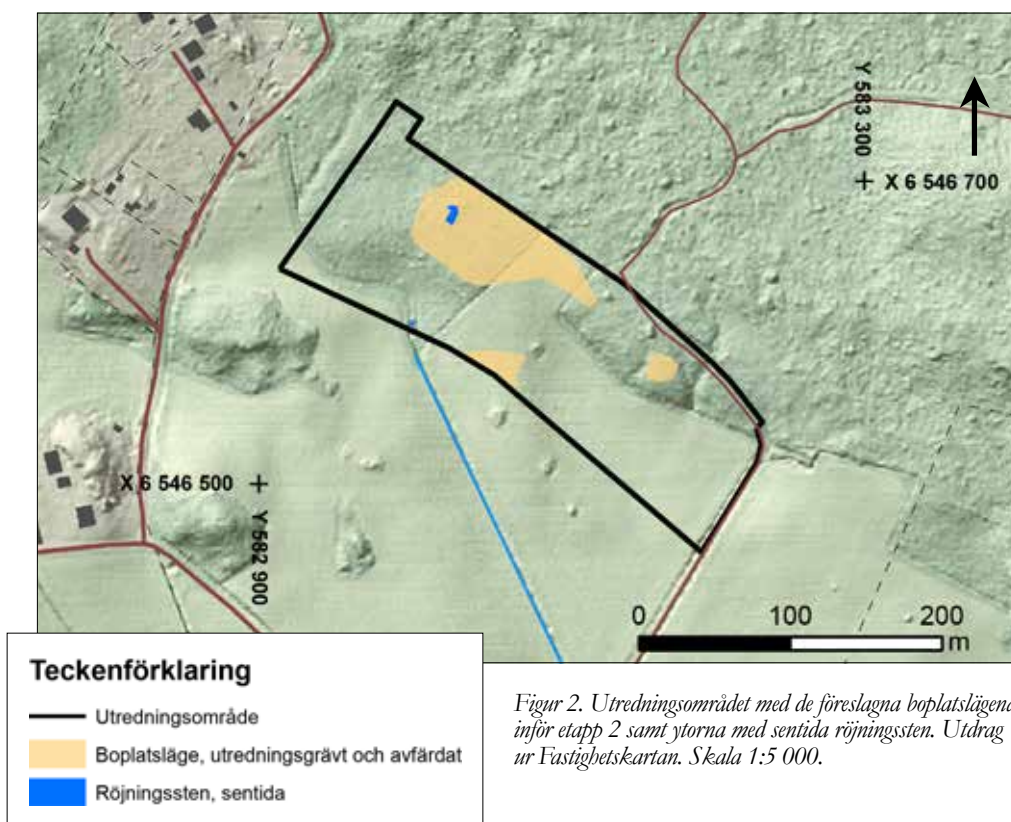 Y 583 300
X 6 546 700
X 6 546 500
Y 582 900
0 100 200
m
Teckenförklaring
Utredningsområde
Boplatsläge, utredningsgrävt och avfärdat
Röjningssten, sentida
Figur 2. Utredningsområdet med de föreslagna boplatslägena
inför etapp 2 samt ytorna med sentida röjningssten. Utdrag
ur Fastighetskartan. Skala 1:5 000.